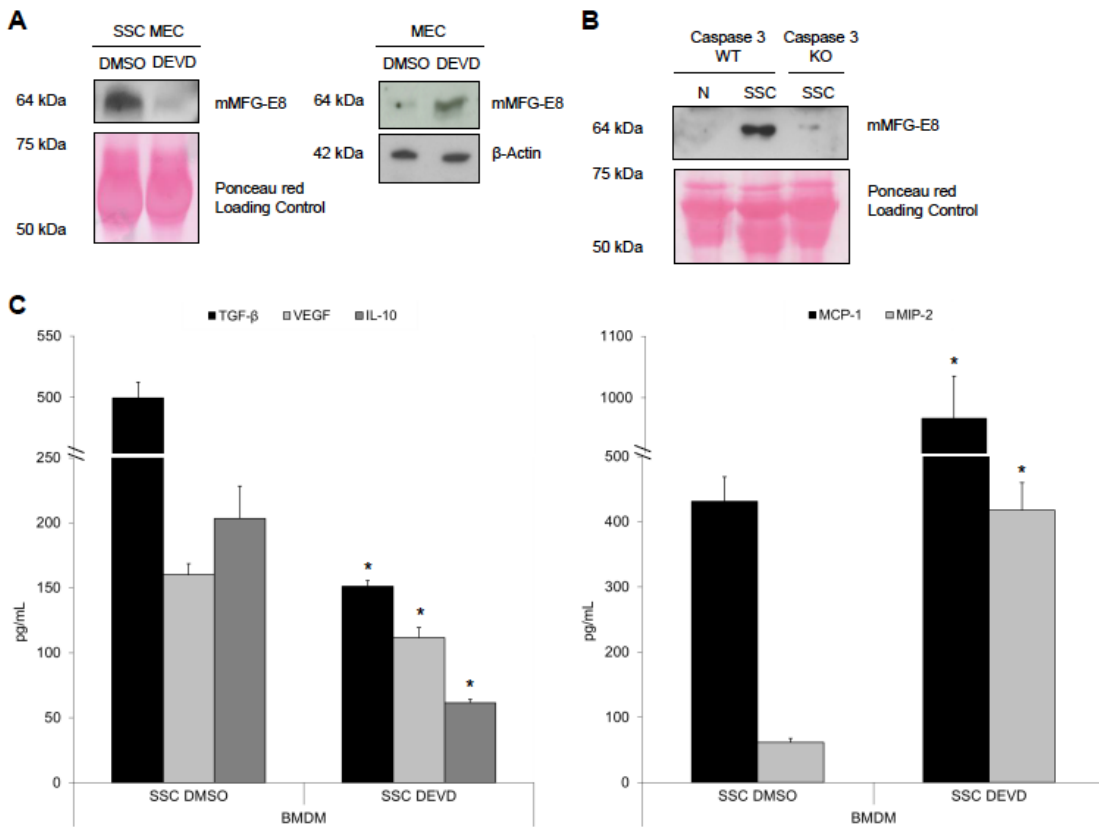 A
SSC MEC
DMSO DEVD
64 kDa
mMFG-E8
75 kDa
Ponceau red
Loading Control
50 kDa
MEC
DMSO DEVD
64 kDa
mMFG-E8
42 kDa
β-Actin
B
Caspase 3
WT
Caspase 3
KO
N SSC SSC
64 kDa
mMFG-E8
75 kDa
Ponceau red
Loading Control
50 kDa
C
TGF-β VEGF IL-10
550
500
250
200
150
100
50
0
pg/mL
* * *
SSC DMSO SSC DEVD
BMDM
MCP-1 MIP-2
1100
1000
500
400
300
200
100
0
pg/mL
* *
SSC DMSO SSC DEVD
BMDM